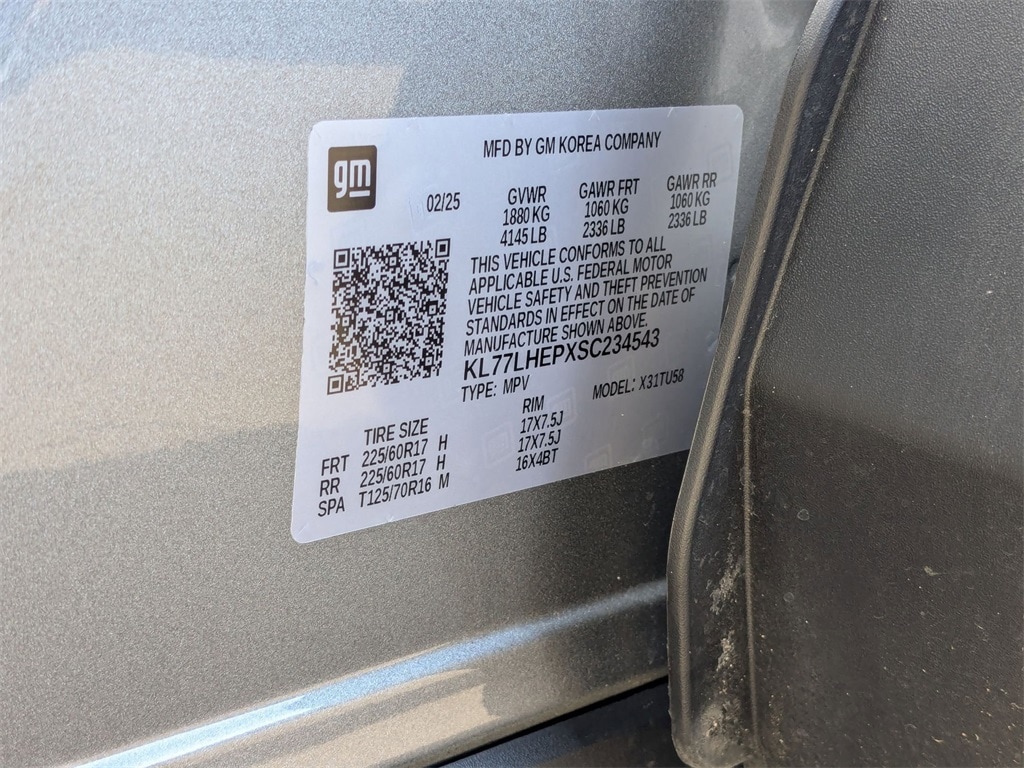 gm
MFD BY GM KOREA COMPANY
02/25 GVWR GAWR FRT GAWR RR
1880 KG 1060 KG 1060 KG
4145 LB 2336 LB 2336 LB
THIS VEHICLE CONFORMS TO ALL
APPLICABLE U.S. FEDERAL MOTOR
VEHICLE SAFETY AND THEFT PREVENTION
STANDARDS IN EFFECT ON THE DATE OF
MANUFACTURE SHOWN ABOVE.
KL77LHEPXSC234543
TYPE: MPV MODEL: X31TU58
TIRE SIZE RIM
FRT 225/60R17 H 17X7.5J
RR 225/60R17 H 17X7.5J
SPA T125/70R16 M 16X4BT